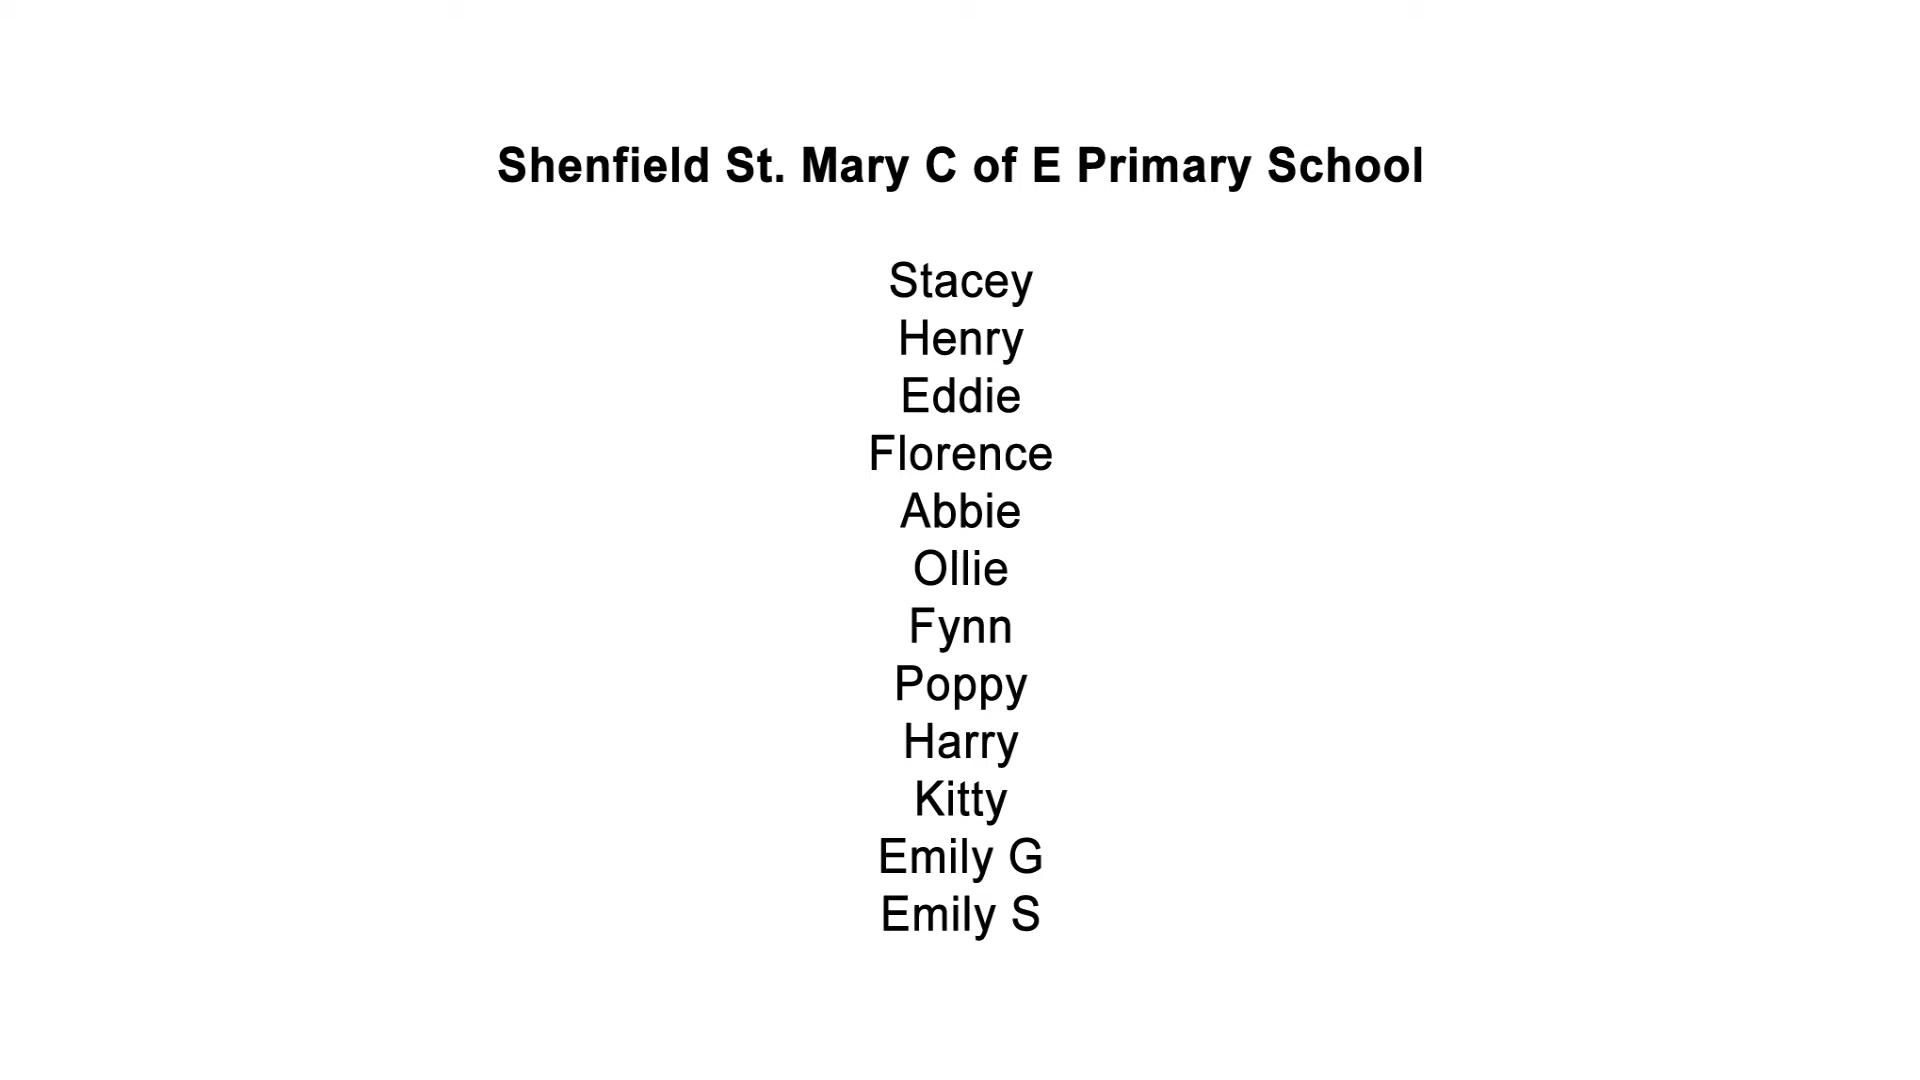 Shenfield St. Mary C of E Primary School
Stacey
Henry
Eddie
Florence
Abbie
Ollie
Fynn
Poppy
Harry
Kitty
Emily G
Emily S